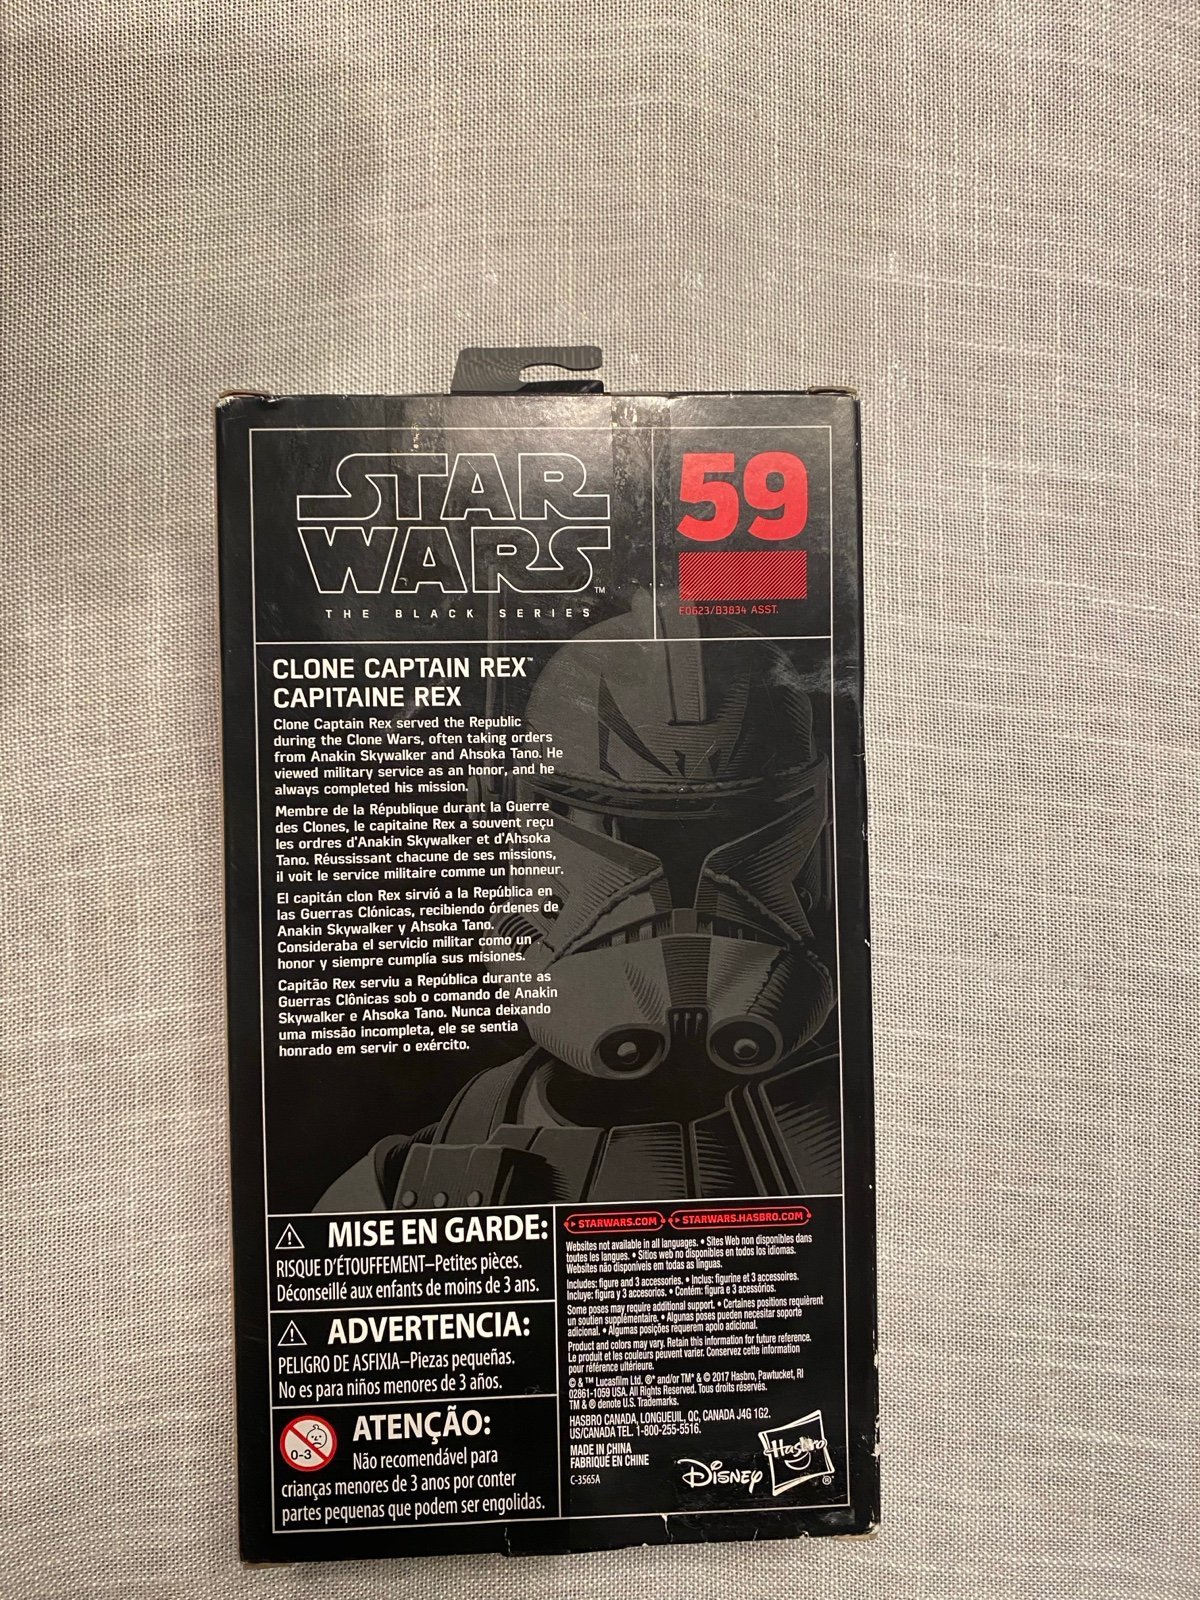 STAR
WARS™
THE BLACK SERIES
59
E0623/B3834 ASST.
CLONE CAPTAIN REX™
CAPITAINE REX
Clone Captain Rex served the Republic
during the Clone Wars, often taking orders
from Anakin Skywalker and Ahsoka Tano. He
viewed military service as an honor, and he
always completed his mission.
Membre de la République durant la Guerre
des Clones, le capitaine Rex a souvent reçu
les ordres d'Anakin Skywalker et d'Ahsoka
Tano. Réussissant chacune de ses missions,
il voit le service militaire comme un honneur.
El capitán clon Rex sirvió a la República en
las Guerras Clónicas, recibiendo órdenes de
Anakin Skywalker y Ahsoka Tano.
Consideraba el servicio militar como un
honor y siempre cumplía sus misiones.
Capitão Rex serviu a República durante as
Guerras Clônicas sob o comando de Anakin
Skywalker e Ahsoka Tano. Nunca deixando
uma missão incompleta, ele se sentia
honrado em servir o exército.
MISE EN GARDE:
RISQUE D'ÉTOUFFEMENT–Petites pièces.
Déconseillé aux enfants de moins de 3 ans.
ADVERTENCIA:
PELIGRO DE ASFIXIA–Piezas pequeñas.
No es para niños menores de 3 años.
0-3
ATENÇÃO:
Não recomendável para
crianças menores de 3 anos por conter
partes pequenas que podem ser engolidas.
STARWARS.COM STARWARS.HASBRO.COM
Websites not available in all languages. • Sites Web non disponibles dans
toutes les langues. • Sitios web no disponibles en todos los idiomas.
Websites não disponíveis em todas as línguas.
Includes: figure and 3 accessories. • Inclus: figurine et 3 accessoires.
Incluye: figura y 3 accesorios. • Contém: figura e 3 acessórios.
Some poses may require additional support. • Certaines positions requièrent
un soutien supplémentaire. • Algunas poses pueden necesitar soporte
adicional. • Algumas posições requerem apoio adicional.
Product and colors may vary. Retain this information for future reference.
Le produit et les couleurs peuvent varier. Conservez cette information
pour référence ultérieure.
© & ™ Lucasfilm Ltd. ®* and/or TM* & © 2017 Hasbro, Pawtucket, RI
02861-1059 USA. All Rights Reserved. Tous droits réservés.
TM & ® denote U.S. Trademarks.
HASBRO CANADA, LONGUEUIL, QC, CANADA J4G 1G2.
US/CANADA TEL. 1-800-255-5516.
MADE IN CHINA
FABRIQUÉ EN CHINE
C-3565A
Disney
Hasbro®